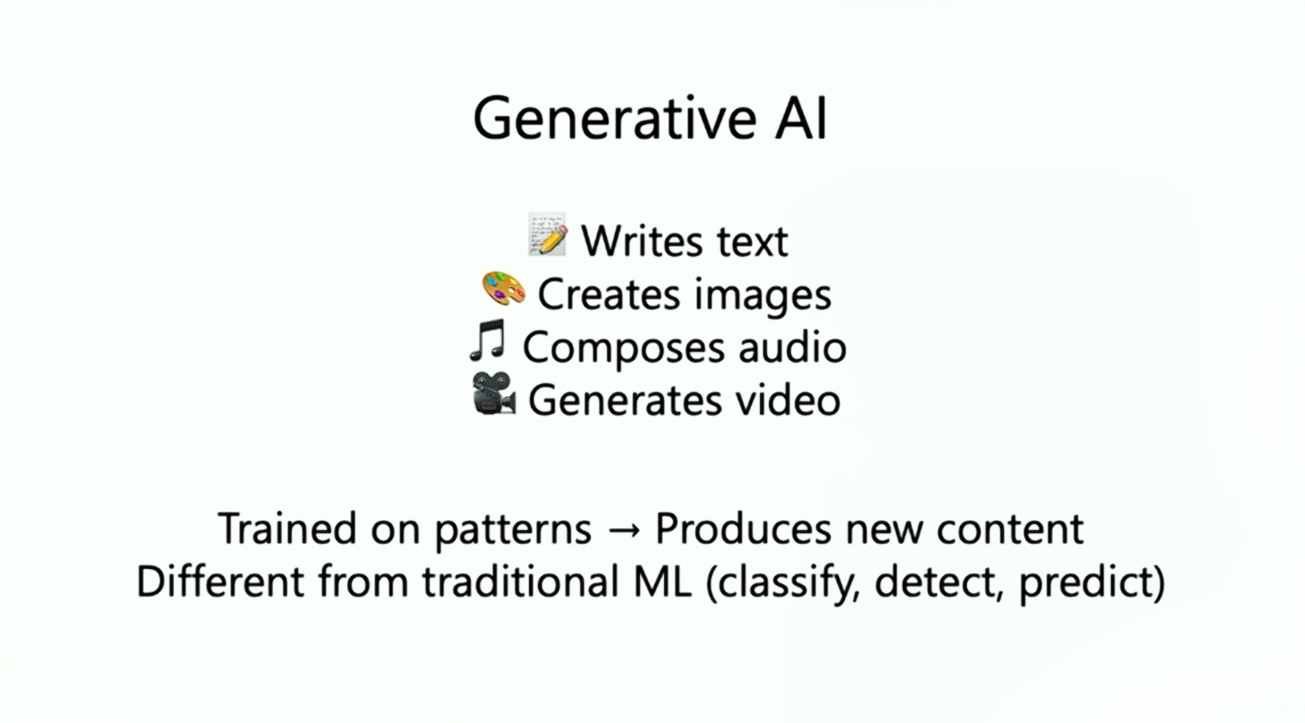 Generative AI
📝 Writes text
🎨 Creates images
🎵 Composes audio
🎥 Generates video
Trained on patterns → Produces new content
Different from traditional ML (classify, detect, predict)